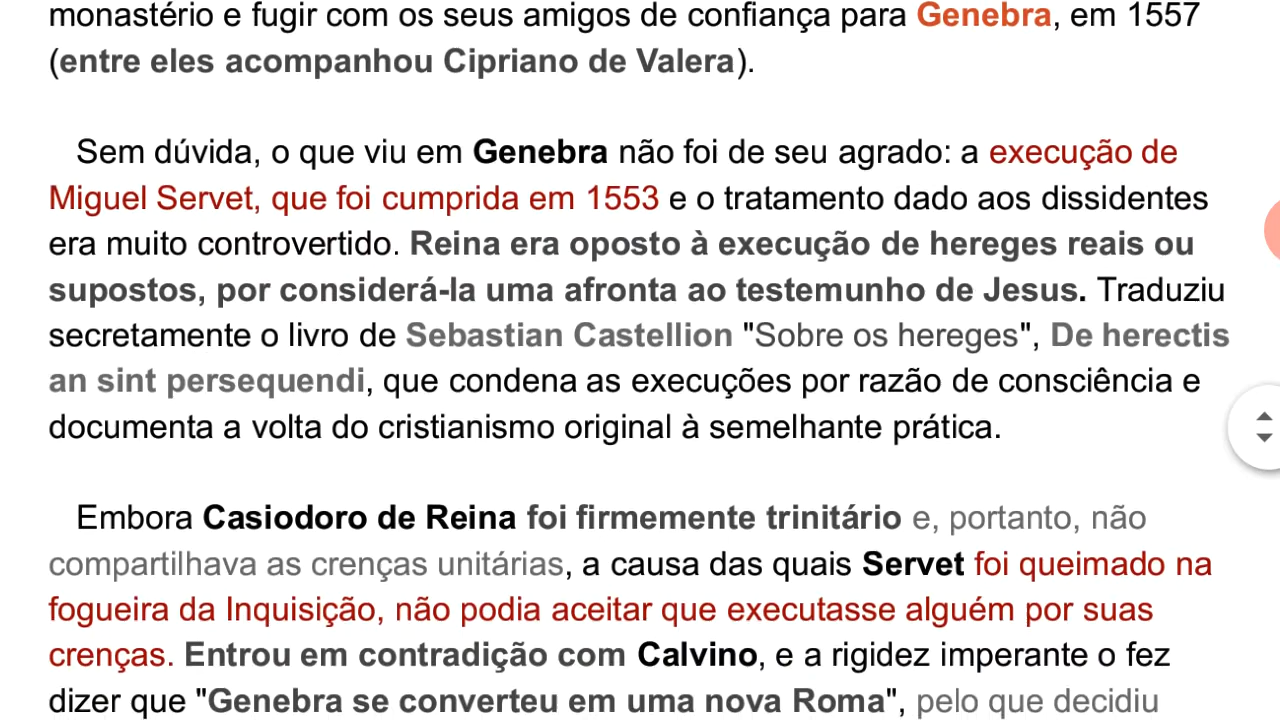 monastério e fugir com os seus amigos de confiança para Genebra, em 1557
(entre eles acompanhou Cipriano de Valera).
Sem dúvida, o que viu em Genebra não foi de seu agrado: a execução de
Miguel Servet, que foi cumprida em 1553 e o tratamento dado aos dissidentes
era muito controvertido. Reina era oposto à execução de hereges reais ou
supostos, por considerá-la uma afronta ao testemunho de Jesus. Traduziu
secretamente o livro de Sebastian Castellion "Sobre os hereges", De herectis
an sint persequendi, que condena as execuções por razão de consciência e
documenta a volta do cristianismo original à semelhante prática.
Embora Casiodoro de Reina foi firmemente trinitário e, portanto, não
compartilhava as crenças unitárias, a causa das quais Servet foi queimado na
fogueira da Inquisição, não podia aceitar que executasse alguém por suas
crenças. Entrou em contradição com Calvino, e a rigidez imperante o fez
dizer que "Genebra se converteu em uma nova Roma", pelo que decidiu